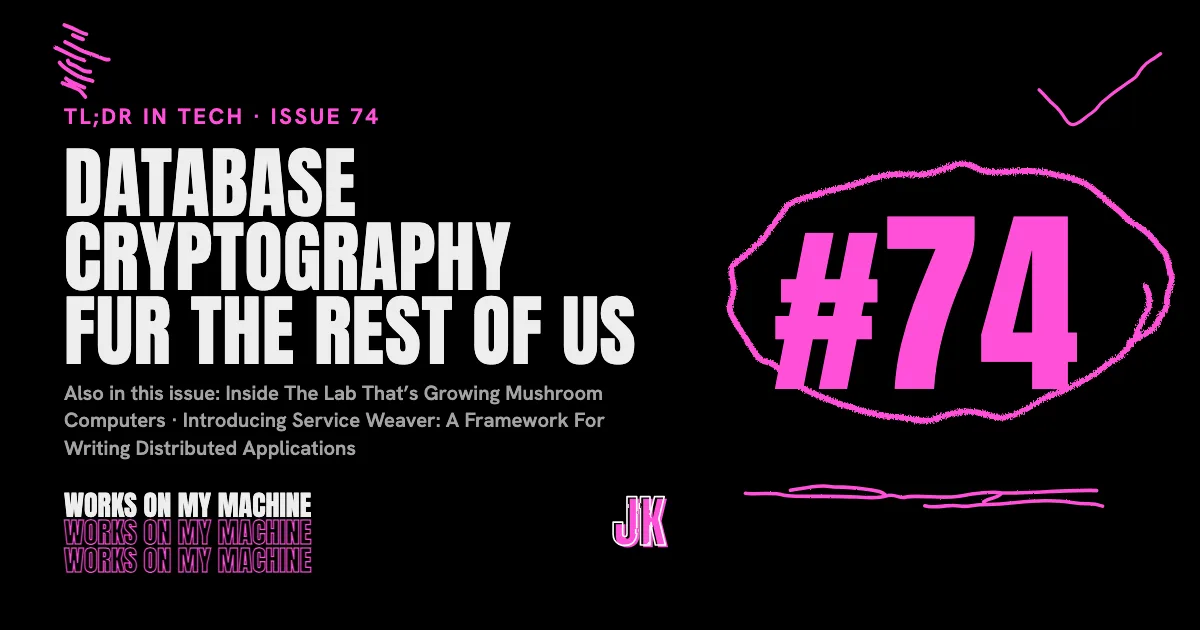 TL;DR IN TECH · ISSUE 74
DATABASE
CRYPTOGRAPHY
FUR THE REST OF US
Also in this issue: Inside The Lab That’s Growing Mushroom
Computers · Introducing Service Weaver: A Framework For
Writing Distributed Applications
#74
WORKS ON MY MACHINE
WORKS ON MY MACHINE
WORKS ON MY MACHINE
JK